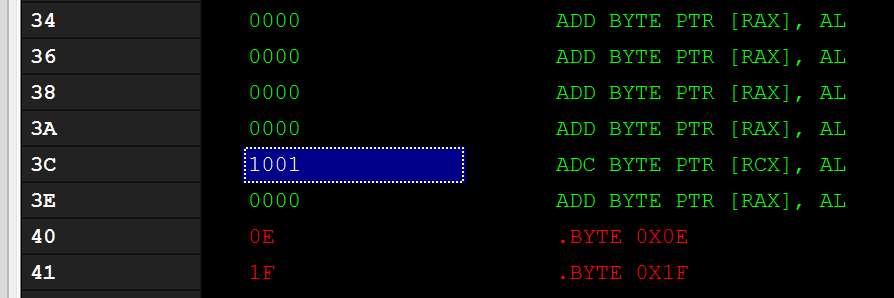 34 0000 ADD BYTE PTR [RAX], AL
36 0000 ADD BYTE PTR [RAX], AL
38 0000 ADD BYTE PTR [RAX], AL
3A 0000 ADD BYTE PTR [RAX], AL
3C 1001 ADC BYTE PTR [RCX], AL
3E 0000 ADD BYTE PTR [RAX], AL
40 0E .BYTE 0X0E
41 1F .BYTE 0X1F